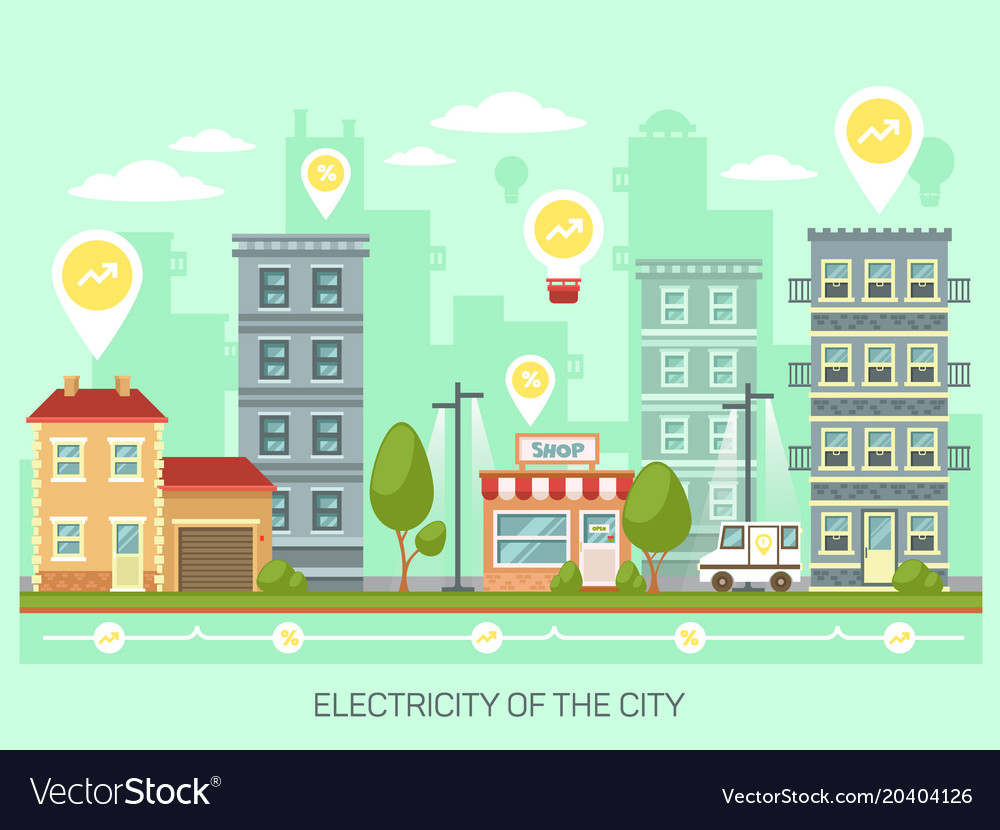 %
%
SHOP
OPEN
% %
ELECTRICITY OF THE CITY
VectorStock®
VectorStock.com/20404126